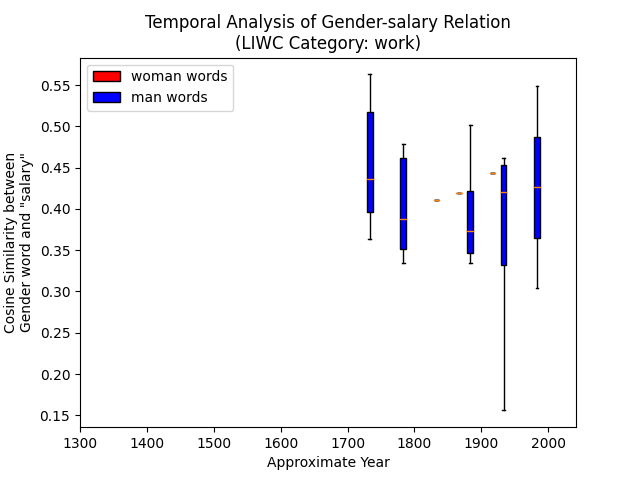 Temporal Analysis of Gender-salary Relation
(LIWC Category: work)
woman words
man words
Cosine Similarity between
Gender word and "salary"
0.55
0.50
0.45
0.40
0.35
0.30
0.25
0.20
0.15
1300 1400 1500 1600 1700 1800 1900 2000
Approximate Year